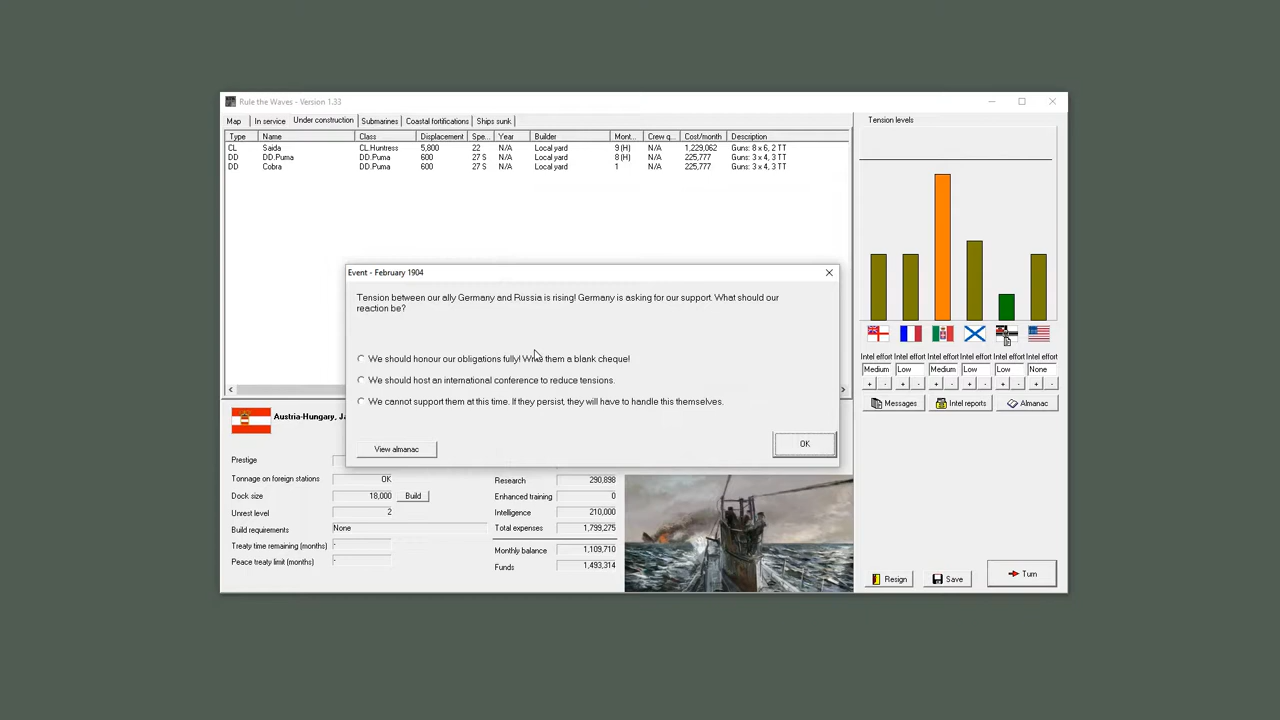 Rule the Waves - Version 1.33
Map In service Under construction Submarines Coastal fortifications Ships sunk
Type Name Class Displacement Spe... Year Builder Mont... Crew q... Cost/month Description
CL Saida CL.Huntress 5,800 22 N/A Local yard 9 (H) N/A 1,229,062 Guns: 8 x 6, 2 TT
DD DD.Puma DD.Puma 600 27 S N/A Local yard 8 (H) N/A 225,777 Guns: 3 x 4, 3 TT
DD Cobra DD.Puma 600 27 S N/A Local yard 1 N/A 225,777 Guns: 3 x 4, 3 TT
Event - February 1904
Tension between our ally Germany and Russia is rising! Germany is asking for our support. What should our
reaction be?
We should honour our obligations fully! Write them a blank cheque!
We should host an international conference to reduce tensions.
We cannot support them at this time. If they persist, they will have to handle this themselves.
View almanac
OK
Austria-Hungary, Ja
Prestige
Tonnage on foreign stations OK
Dock size 18,000 Build
Unrest level 2
Build requirements None
Treaty time remaining (months) -
Peace treaty limit (months) -
Research 290,898
Enhanced training 0
Intelligence 210,000
Total expenses 1,799,275
Monthly balance 1,109,710
Funds 1,493,314
Tension levels
Intel effort Intel effort Intel effort Intel effort Intel effort Intel effort
Medium Low Medium Low Low None
+ - + - + - + - + - + -
Messages Intel reports Almanac
Resign Save Turn